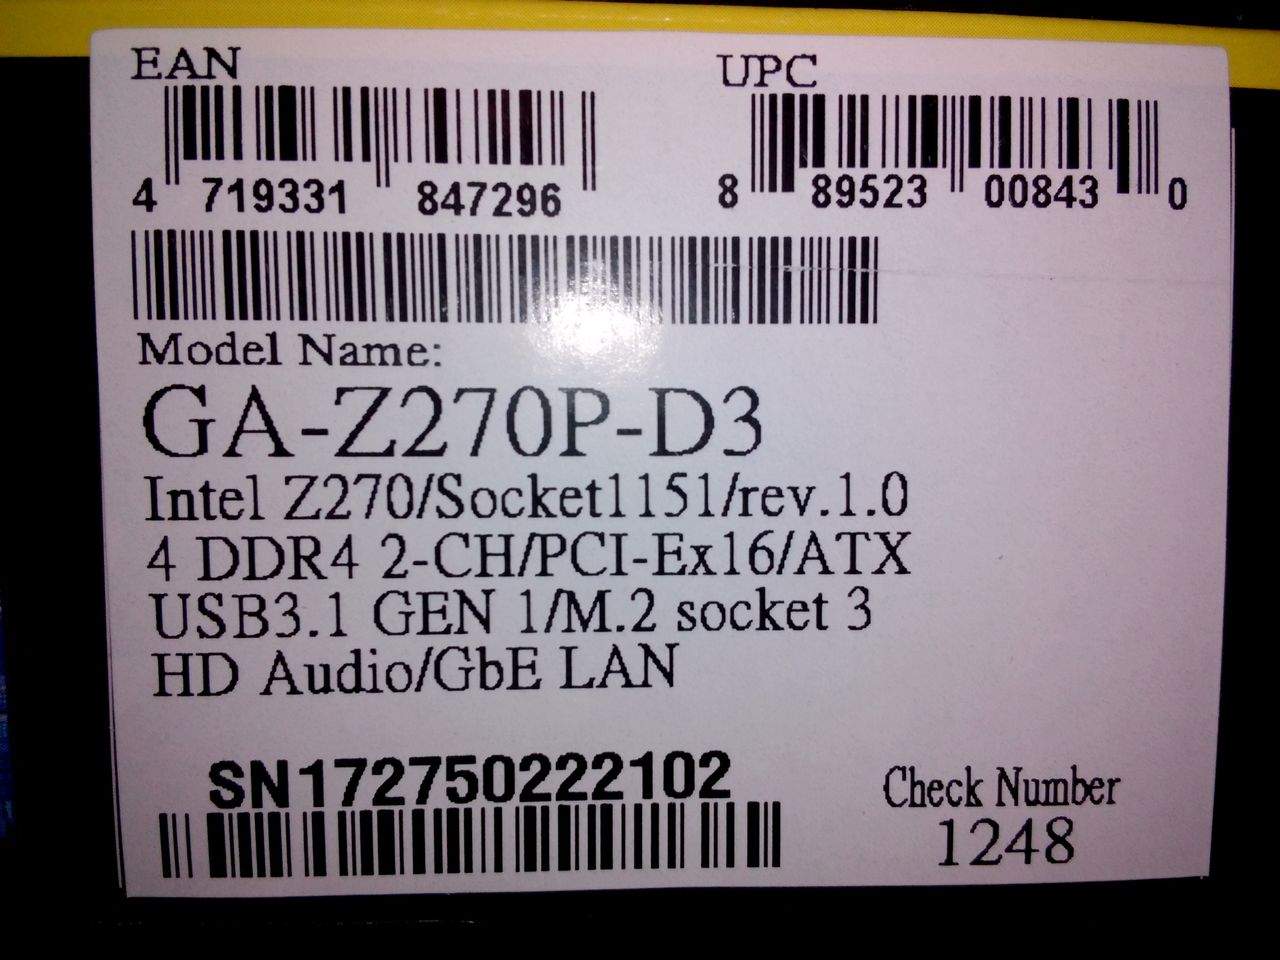 EAN
UPC
4 719331 847296
8 89523 00843 0
Model Name:
GA-Z270P-D3
Intel Z270/Socket1151/rev.1.0
4 DDR4 2-CH/PCI-Ex16/ATX
USB3.1 GEN 1/M.2 socket 3
HD Audio/GbE LAN
SN172750222102
Check Number
1248